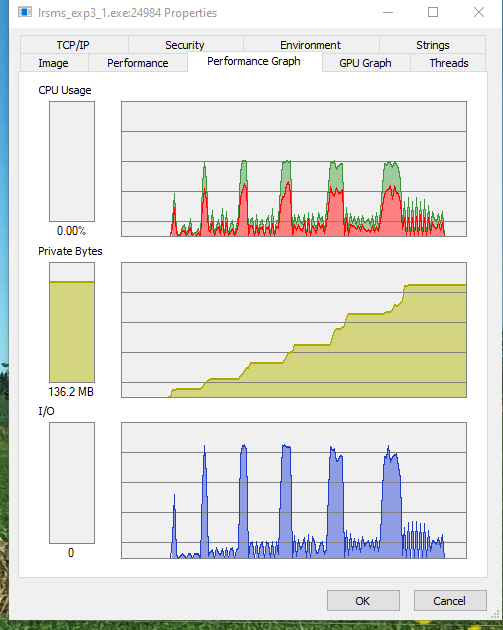 lrsms_exp3_1.exe:24984 Properties
TCP/IP Security Environment Strings
Image Performance Performance Graph GPU Graph Threads
CPU Usage
0.00%
Private Bytes
136.2 MB
I/O
0
OK Cancel